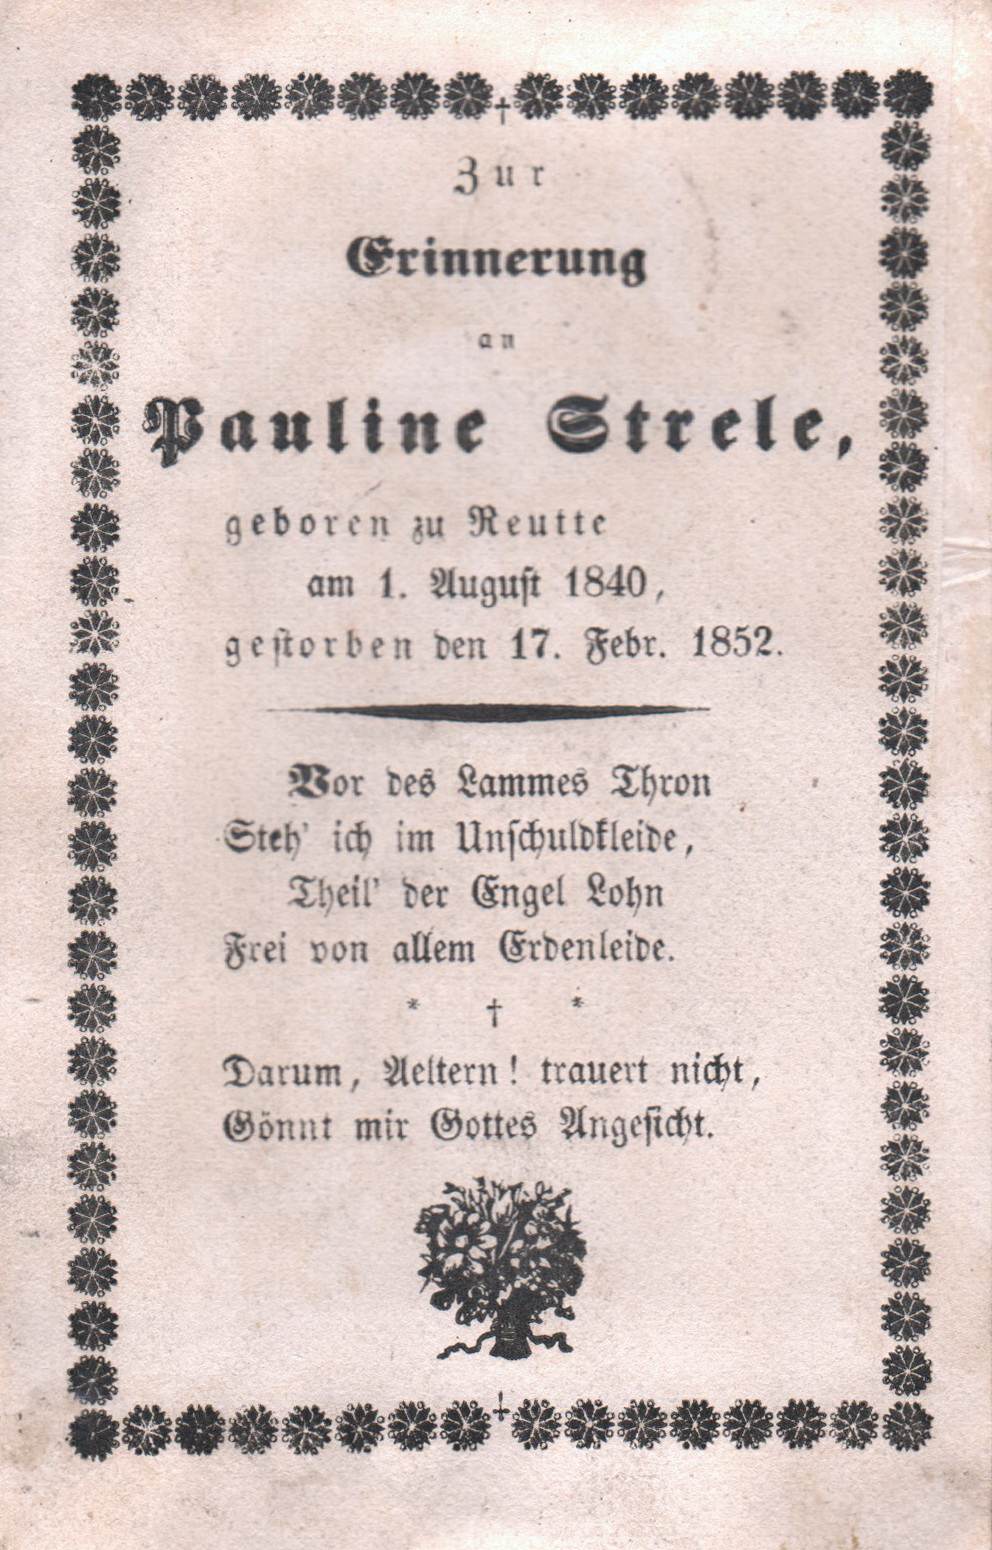 Zur
Erinnerung
an
Pauline Strele,
geboren zu Reutte
am 1. August 1840,
gestorben den 17. Febr. 1852.
Vor des Lammes Thron
Steh' ich im Unschuldkleide,
Theil' der Engel Lohn
Frei von allem Erdenleide.
* † *
Darum, Aeltern! trauert nicht,
Gönnt mir Gottes Angesicht.